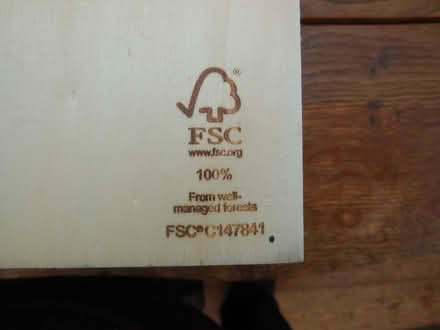 ®
FSC
www.fsc.org
100%
From well-
managed forests
FSC® C147841